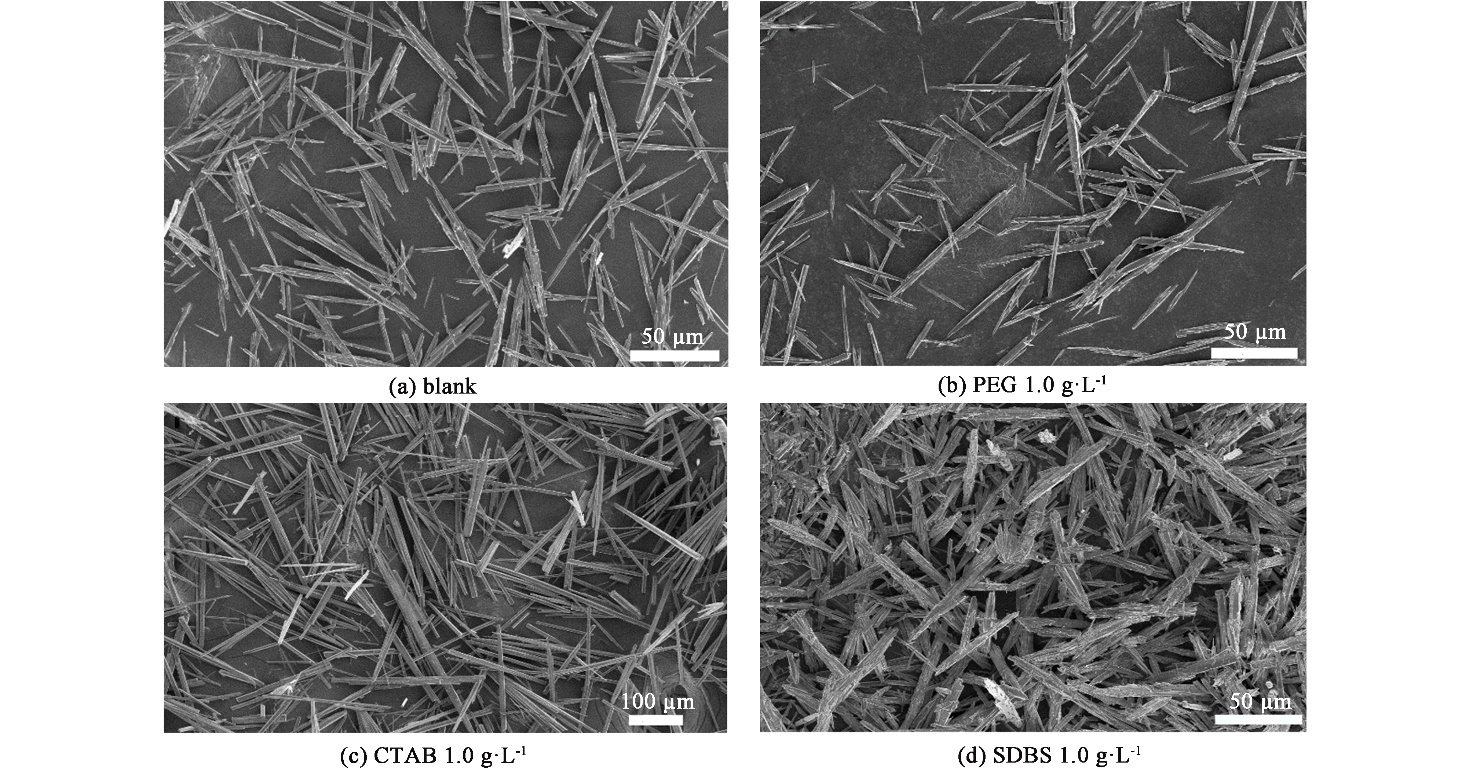 50 μm
50 μm
(a) blank
(b) PEG 1.0 g·L⁻¹
100 μm
50 μm
(c) CTAB 1.0 g·L⁻¹
(d) SDBS 1.0 g·L⁻¹